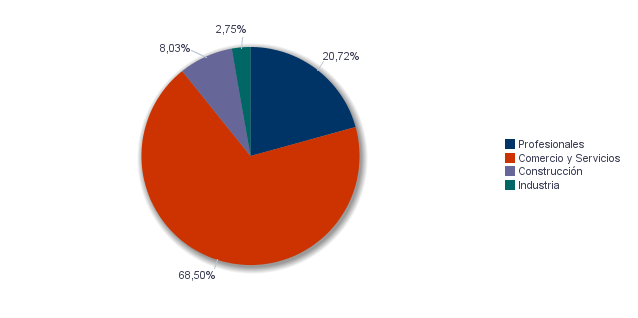 2,75%
8,03%
20,72%
68,50%
Profesionales
Comercio y Servicios
Construcción
Industria